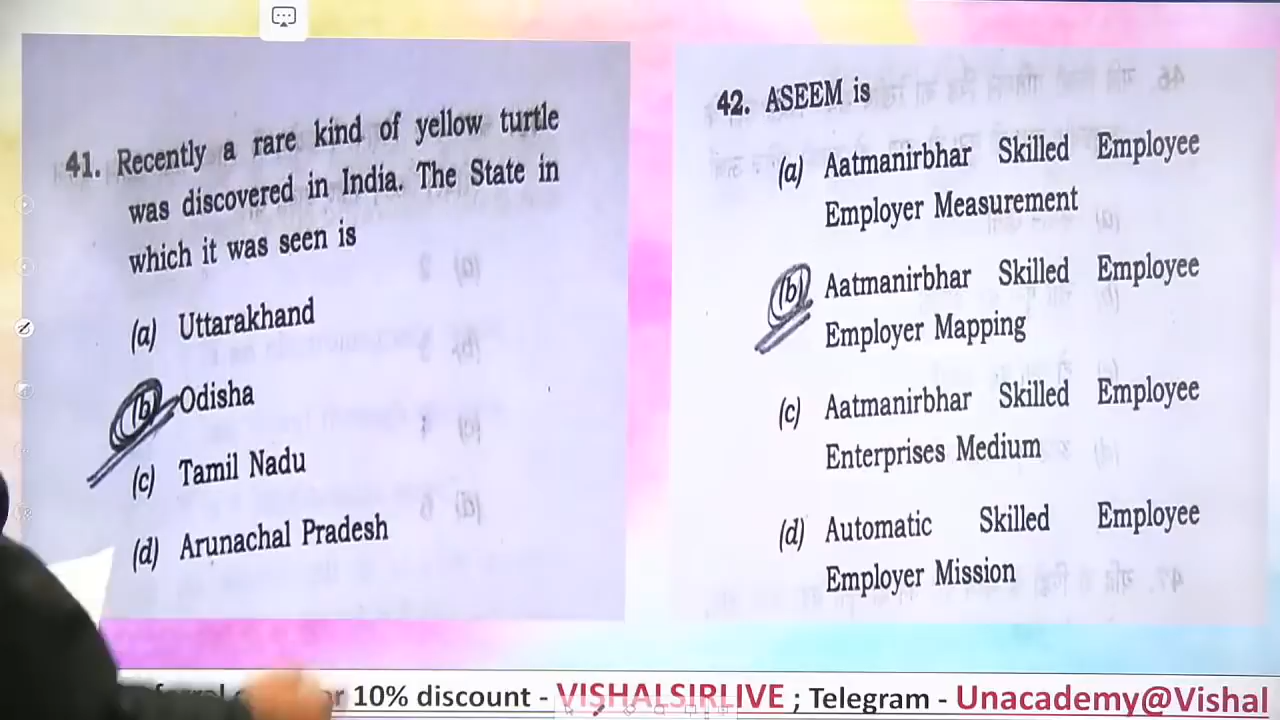 41. Recently a rare kind of yellow turtle
was discovered in India. The State in
which it was seen is
(a) Uttarakhand
(b) Odisha
(c) Tamil Nadu
(d) Arunachal Pradesh
42. ASEEM is
(a) Aatmanirbhar Skilled Employee
Employer Measurement
(b) Aatmanirbhar Skilled Employee
Employer Mapping
(c) Aatmanirbhar Skilled Employee
Enterprises Medium
(d) Automatic Skilled Employee
Employer Mission
10% discount - VISHALSIRLIVE ; Telegram - Unacademy@Vishal